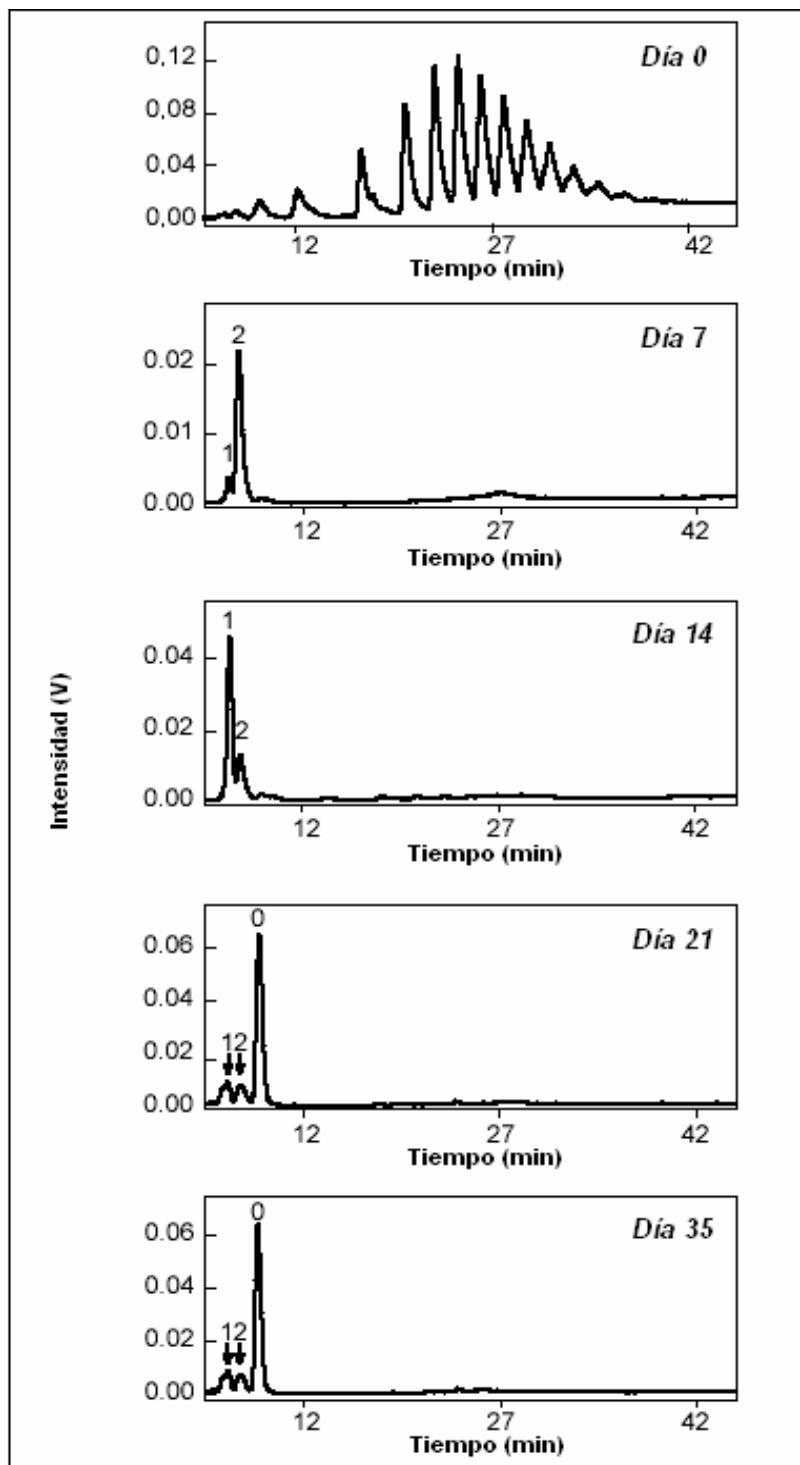 Día 0
0,12
0,08
0,04
0,00
12 27 42
Tiempo (min)
Día 7
2
0.02
0.01
1
0.00
12 27 42
Tiempo (min)
Día 14
1
0.04
0.02
2
0.00
12 27 42
Tiempo (min)
Intensidad (V)
Día 21
0
0.06
0.04
0.02
12
0.00
12 27 42
Tiempo (min)
Día 35
0
0.06
0.04
0.02
12
0.00
12 27 42
Tiempo (min)